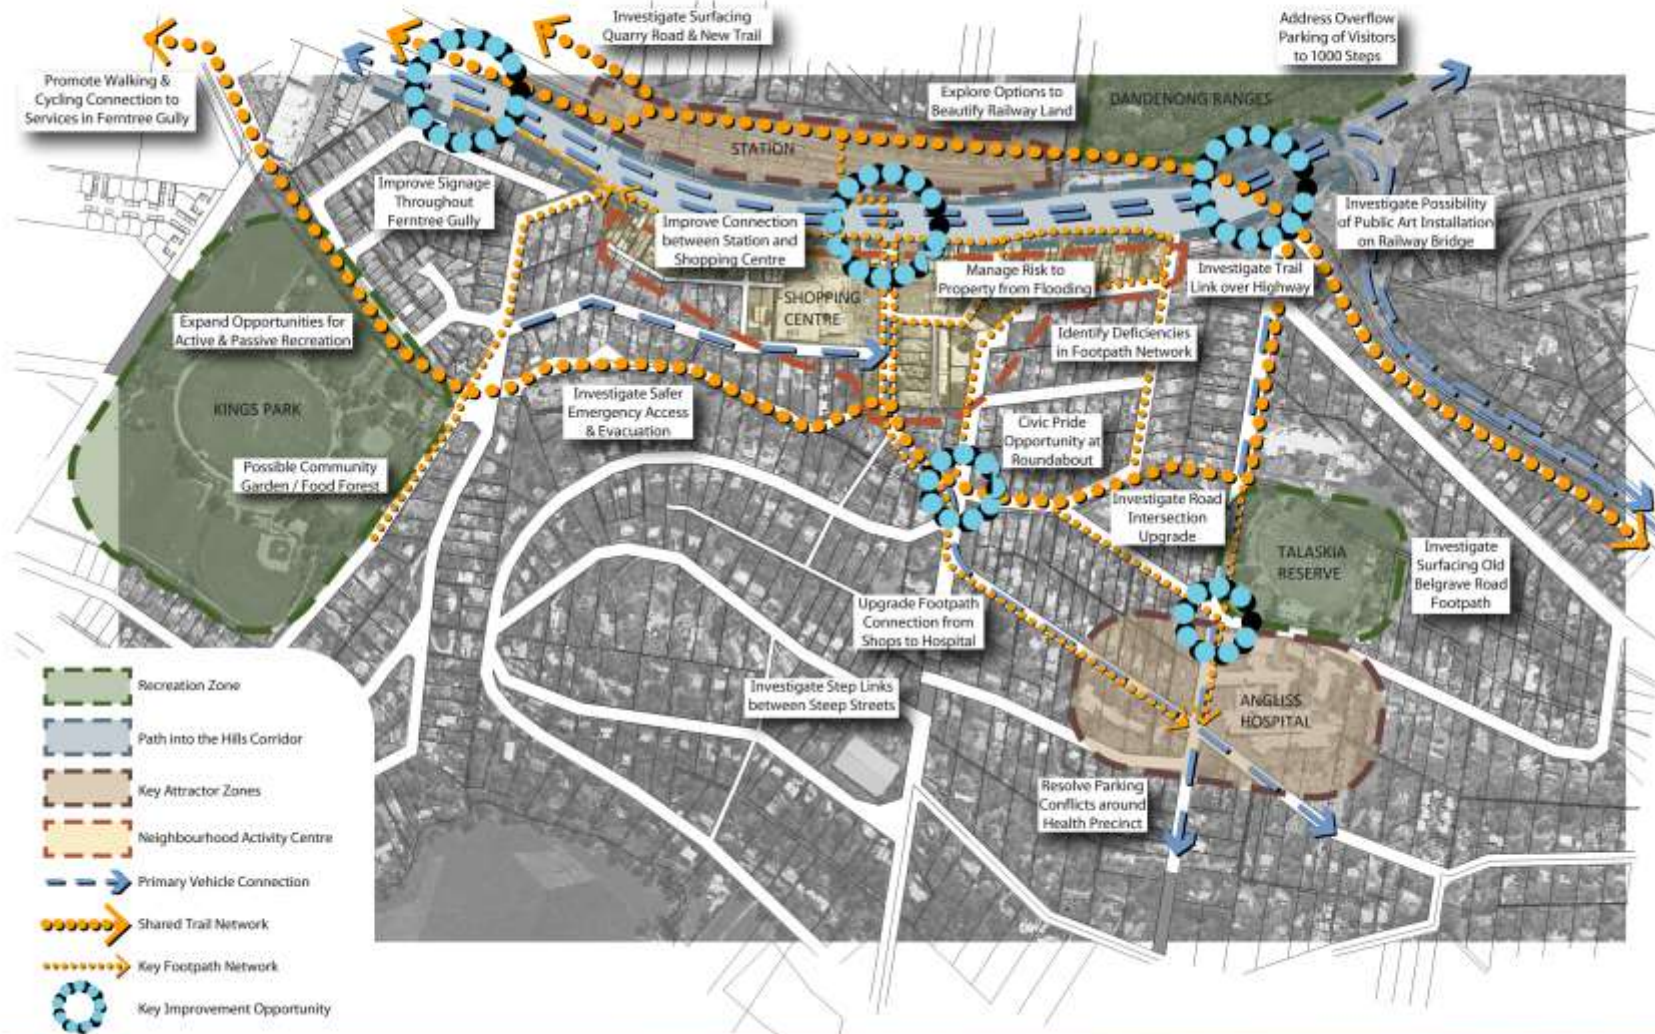 Investigate Surfacing
Quarry Road & New Trail
Address Overflow
Parking of Visitors
to 1000 Steps
Promote Walking &
Cycling Connection to
Services in Ferntree Gully
Explore Options to
Beautify Railway Land
DANDENONG RANGES
STATION
Improve Signage
Throughout
Ferntree Gully
Improve Connection
between Station and
Shopping Centre
Investigate Possibility
of Public Art Installation
on Railway Bridge
Manage Risk to
Property from Flooding
Investigate Trail
Link over Highway
SHOPPING
CENTRE
Expand Opportunities for
Active & Passive Recreation
Identify Deficiencies
in Footpath Network
KINGS PARK
Investigate Safer
Emergency Access
& Evacuation
Civic Pride
Opportunity at
Roundabout
Possible Community
Garden / Food Forest
Investigate Road
Intersection
Upgrade
TALASKIA
RESERVE
Investigate
Surfacing Old
Belgrave Road
Footpath
Upgrade Footpath
Connection from
Shops to Hospital
Investigate Step Links
between Steep Streets
ANGLISS
HOSPITAL
Resolve Parking
Conflicts around
Health Precinct
Recreation Zone
Path into the Hills Corridor
Key Attractor Zones
Neighbourhood Activity Centre
Primary Vehicle Connection
Shared Trail Network
Key Footpath Network
Key Improvement Opportunity